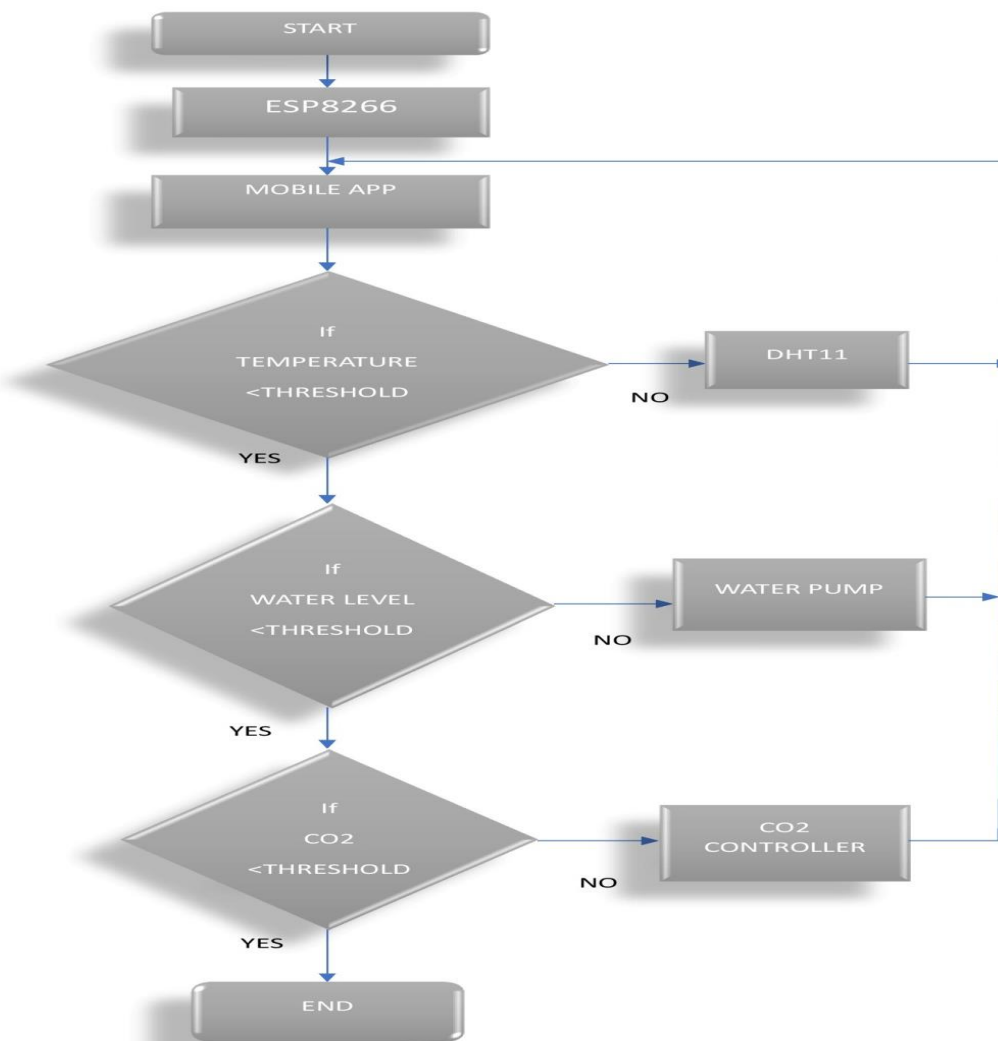 START
ESP8266
MOBILE APP
If
TEMPERATURE
<THRESHOLD
NO
DHT11
YES
If
WATER LEVEL
<THRESHOLD
NO
WATER PUMP
YES
If
CO2
<THRESHOLD
NO
CO2
CONTROLLER
YES
END